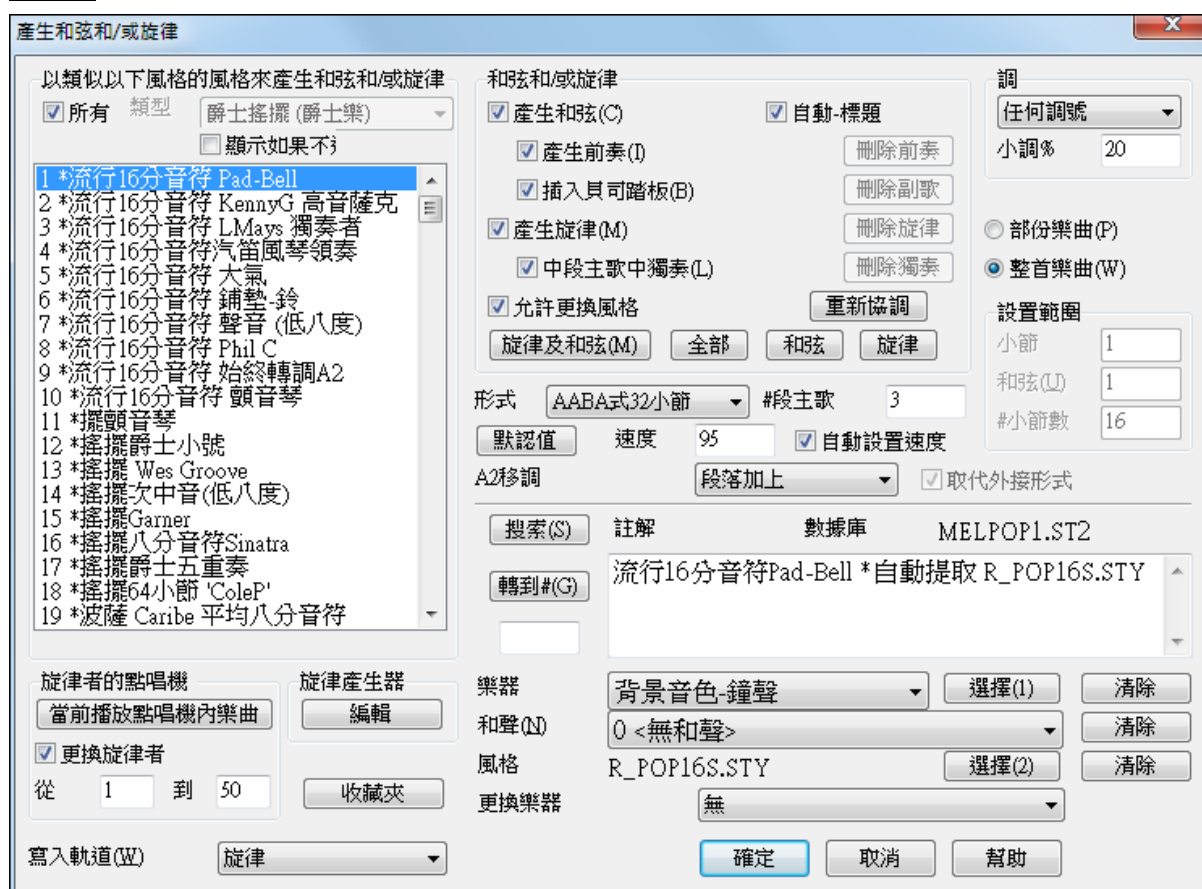 產生和弦和/或旋律
以類似以下風格的風格來產生和弦和/或旋律
所有 類型 爵士搖擺 (爵士樂)
顯示如果不
1 *流行16分音符 Pad-Bell
2 *流行16分音符 KennyG 高音薩克
3 *流行16分音符 LMays 獨奏者
4 *流行16分音符汽笛風琴領奏
5 *流行16分音符 大氣
6 *流行16分音符 鋪墊-鈴
7 *流行16分音符 聲音 (低八度)
8 *流行16分音符 Phil C
9 *流行16分音符 始終轉調A2
10 *流行16分音符 顫音琴
11 *擺顫音琴
12 *搖擺爵士小號
13 *搖擺 Wes Groove
14 *搖擺次中音(低八度)
15 *搖擺Garner
16 *搖擺八分音符Sinatra
17 *搖擺爵士五重奏
18 *搖擺64小節 'ColeP'
19 *波薩 Caribe 平均八分音符
旋律者的點唱機
當前播放點唱機內樂曲
更換旋律者
從 1 到 50
旋律產生器
編輯
收藏夾
寫入軌道(W) 旋律
和弦和/或旋律
產生和弦(C) 自動-標題
產生前奏(I) 刪除前奏
插入貝司踏板(B) 刪除副歌
產生旋律(M) 刪除旋律
中段主歌中獨奏(L) 刪除獨奏
允許更換風格 重新協調
旋律及和弦(M) 全部 和弦 旋律
形式 AABA式32小節 #段主歌 3
默認值 速度 95 自動設置速度
A2移調 段落加上 取代外接形式
調
任何調號
小調% 20
部份樂曲(P)
整首樂曲(W)
設置範圍
小節 1
和弦(U) 1
#小節數 16
搜索(S) 註解 數據庫 MELPOP1.ST2
轉到#(G)
流行16分音符Pad-Bell *自動提取 R_POP16S.STY
樂器 背景音色-鐘聲 選擇(1) 清除
和聲(N) 0 <無和聲> 清除
風格 R_POP16S.STY 選擇(2) 清除
更換樂器 無
確定 取消 幫助